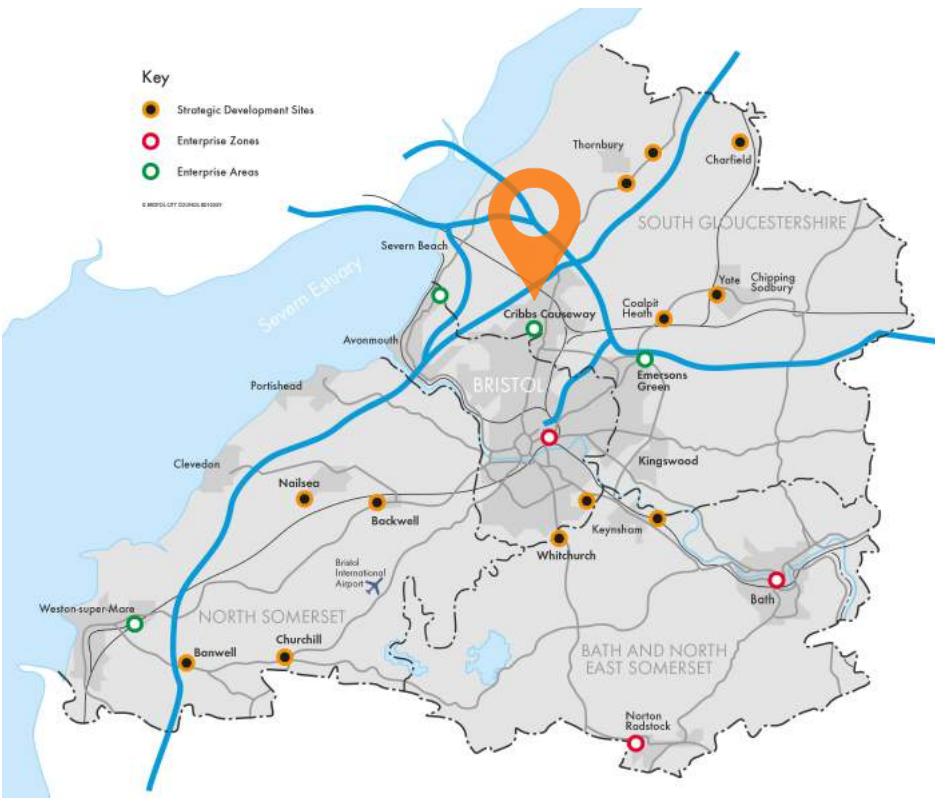 Key
Strategic Development Sites
Enterprise Zones
Enterprise Areas
Thornbury
Charfield
SOUTH GLOUCESTERSHIRE
Severn Beach
Severn Estuary
Yate
Chipping
Sodbury
Coalpit
Heath
Cribbs Causeway
Avonmouth
Emersons
Green
Portishead
BRISTOL
Clevedon
Kingswood
Nailsea
Backwell
Keynsham
Whitchurch
Bristol
International
Airport
Bath
Weston-super-Mare
NORTH SOMERSET
Churchill
Banwell
BATH AND NORTH
EAST SOMERSET
Norton
Radstock